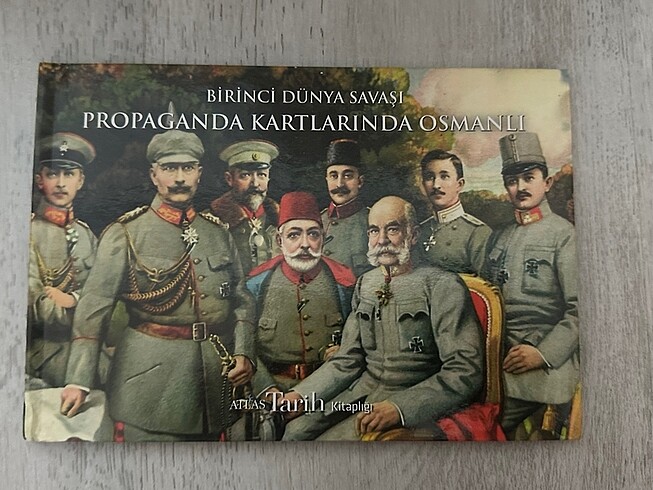 BİRİNCİ DÜNYA SAVAŞI
PROPAGANDA KARTLARINDA OSMANLI
ATLAS Tarih Kitaplığı